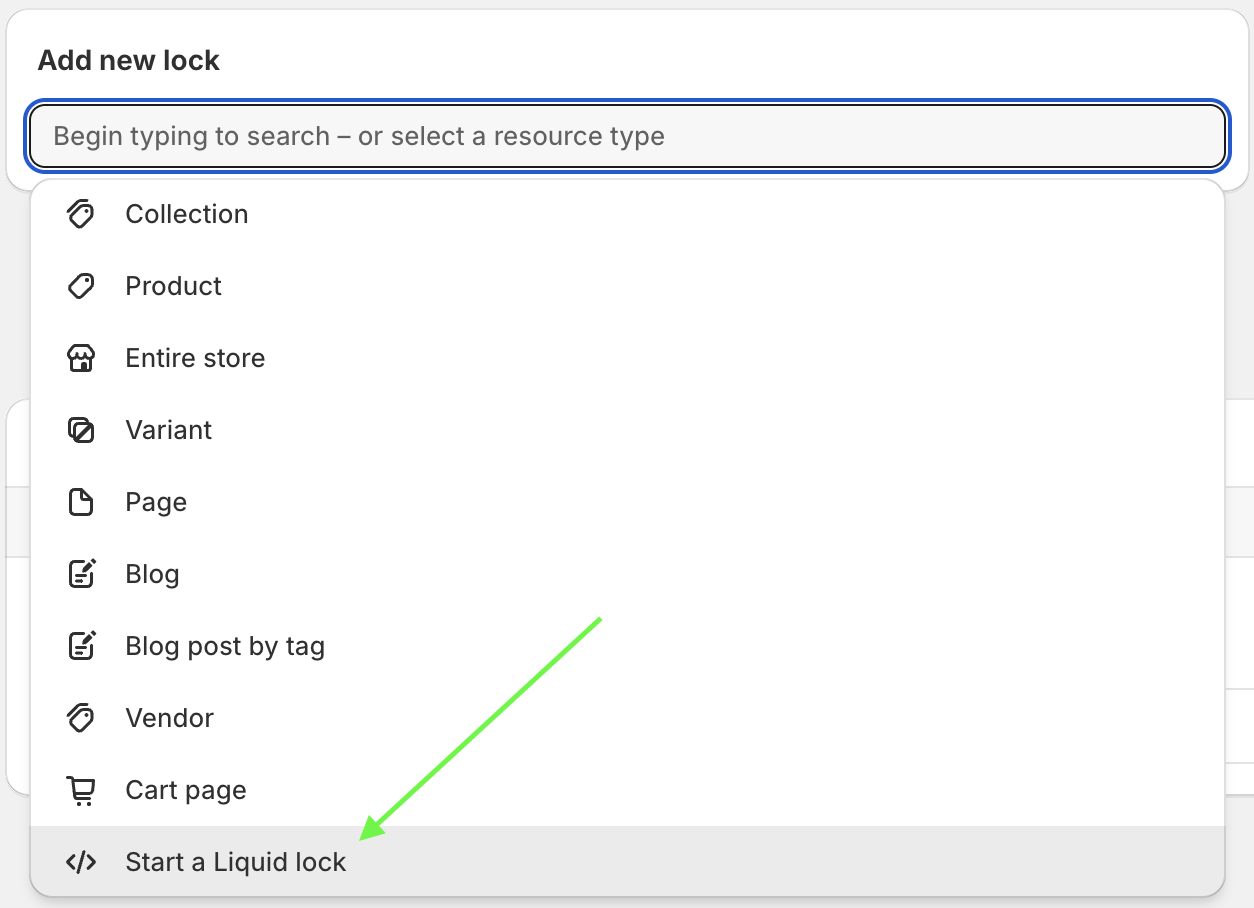 Add new lock
Begin typing to search – or select a resource type
Collection
Product
Entire store
Variant
Page
Blog
Blog post by tag
Vendor
Cart page
Start a Liquid lock